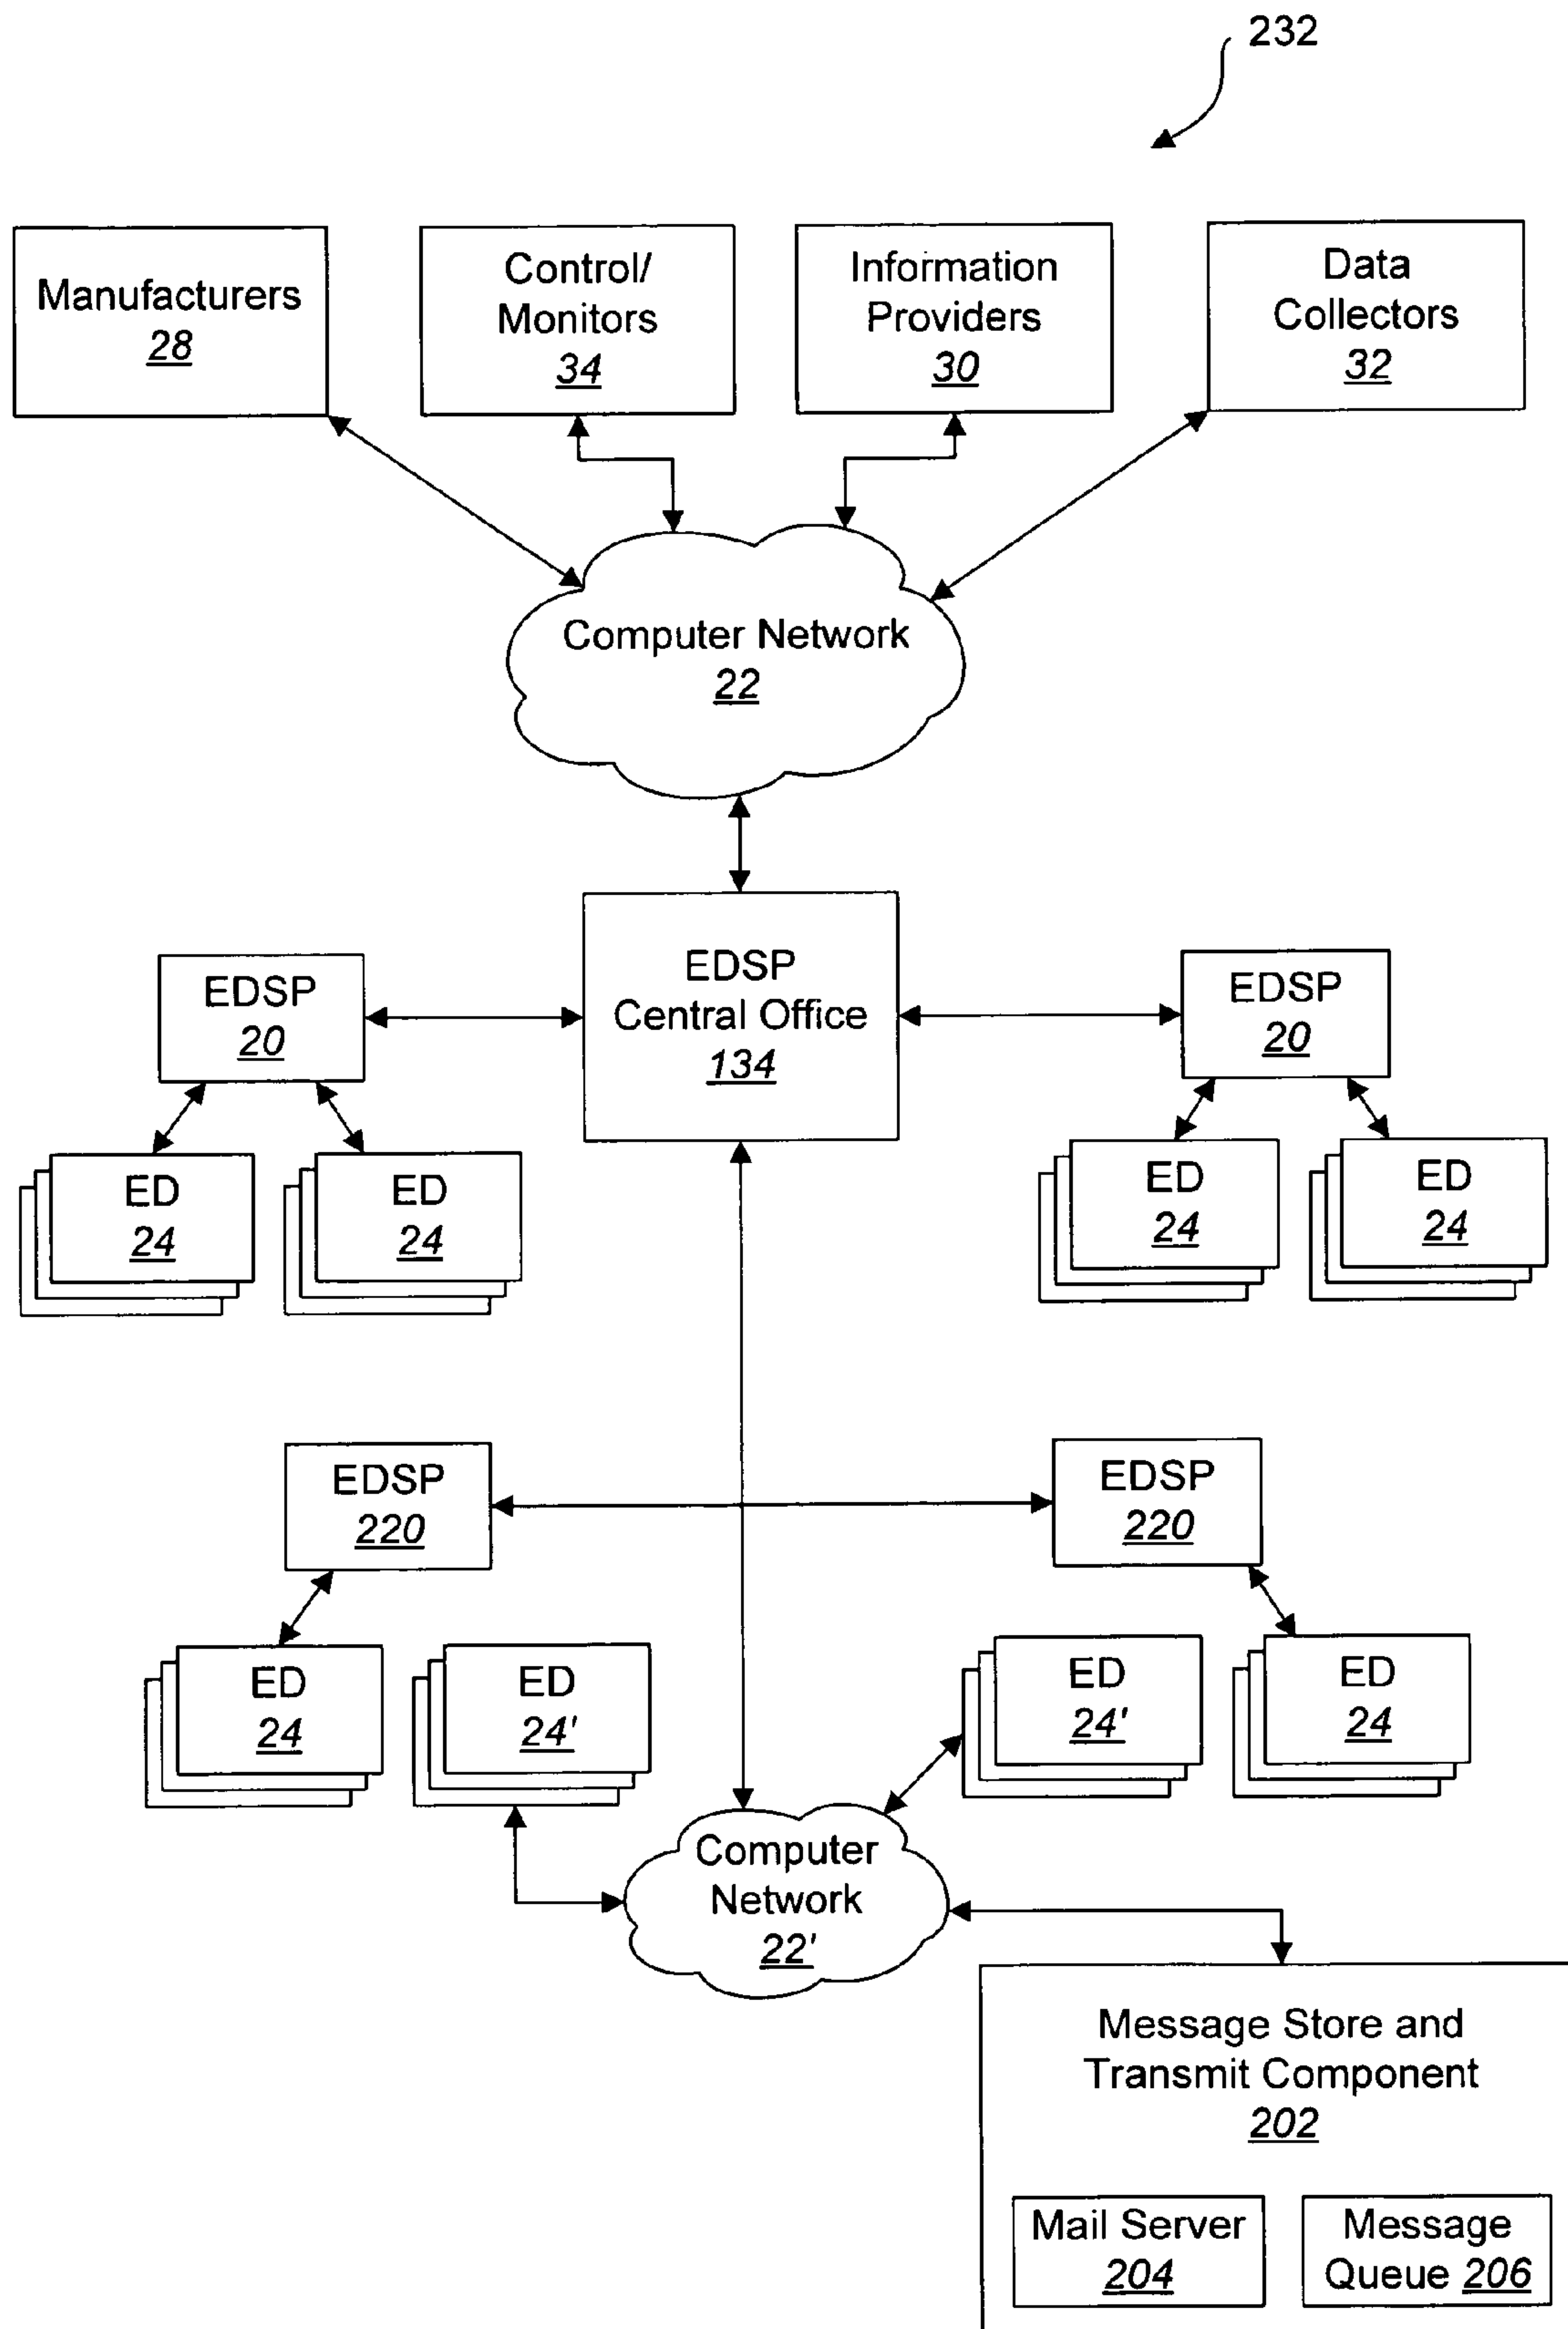 232
Manufacturers
28
Control/
Monitors
34
Information
Providers
30
Data
Collectors
32
Computer Network
22
EDSP
Central Office
134
EDSP
20
EDSP
20
ED
24
ED
24
ED
24
ED
24
EDSP
220
EDSP
220
ED
24
ED
24'
ED
24'
ED
24
Computer
Network
22'
Message Store and
Transmit Component
202
Mail Server
204
Message
Queue 206